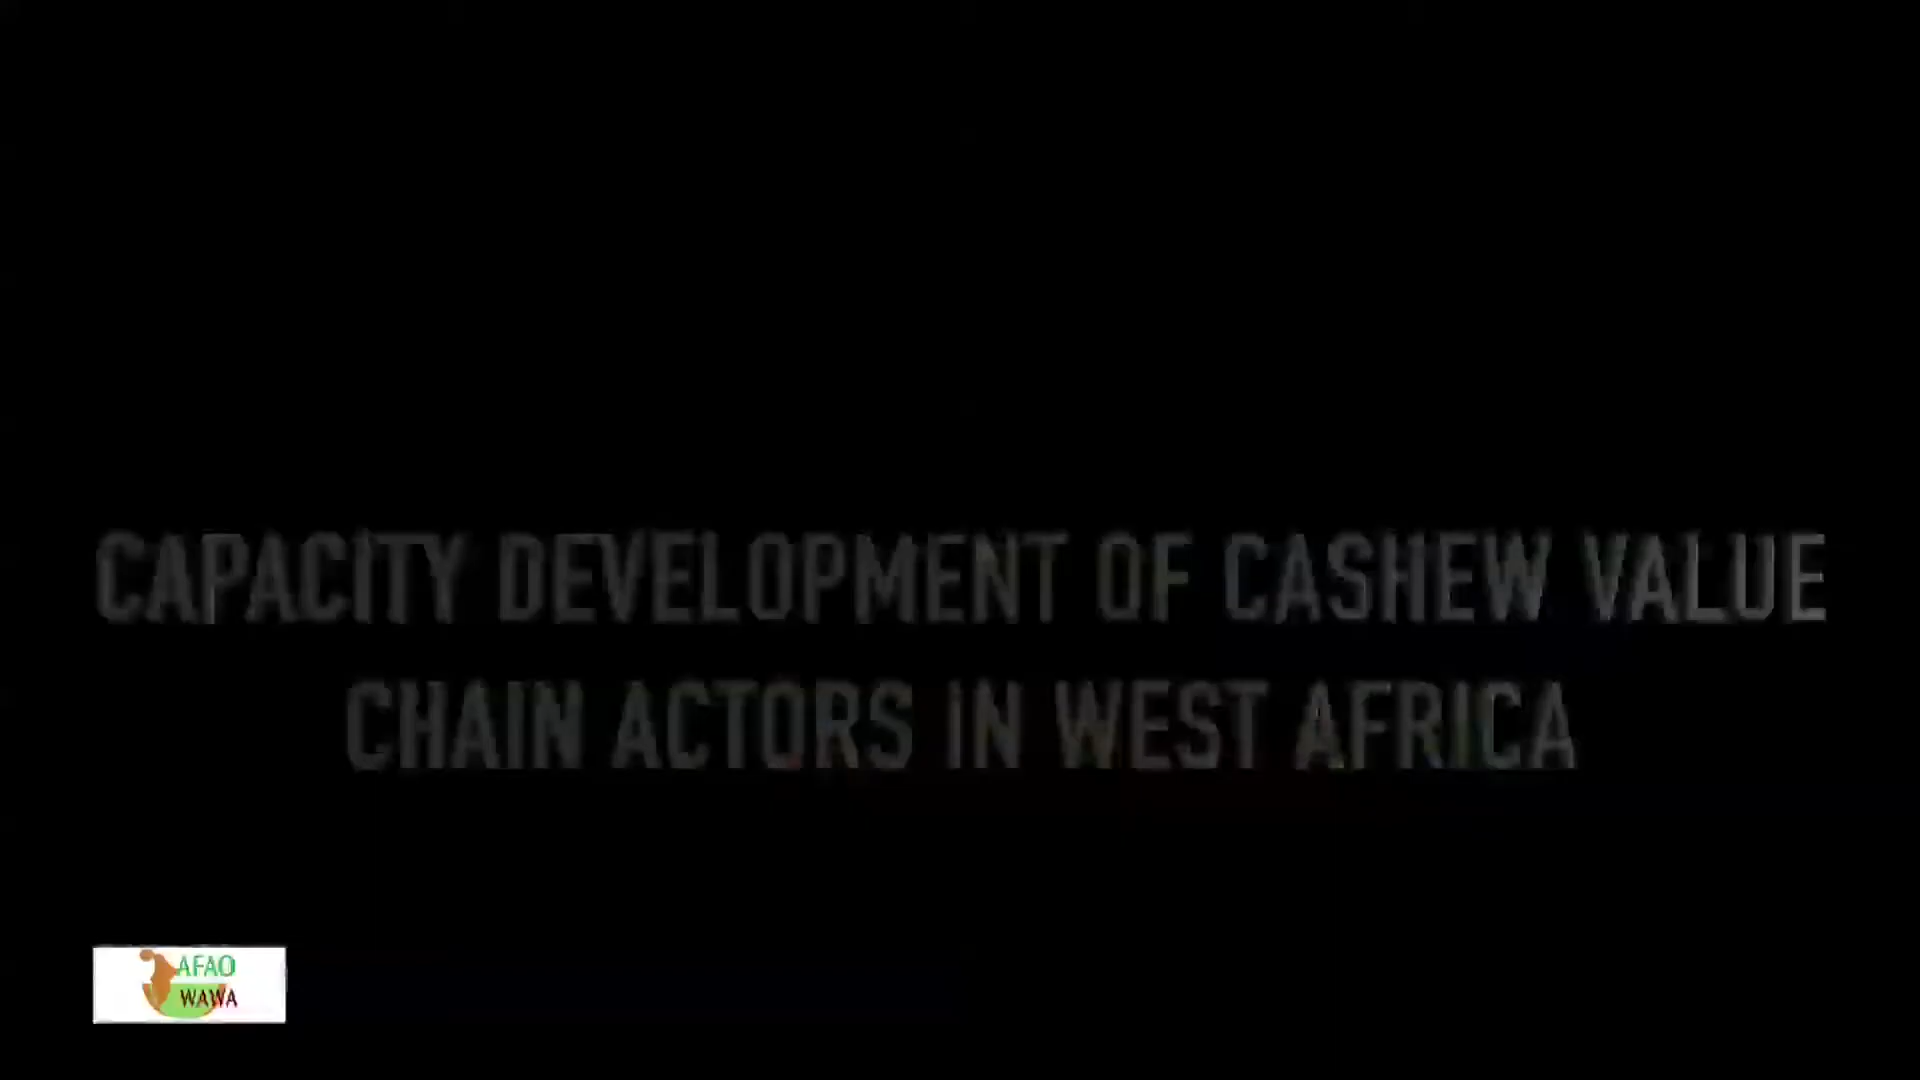 CAPACITY DEVELOPMENT OF CASHEW VALUE
CHAIN ACTORS IN WEST AFRICA
AFAO
WAWA